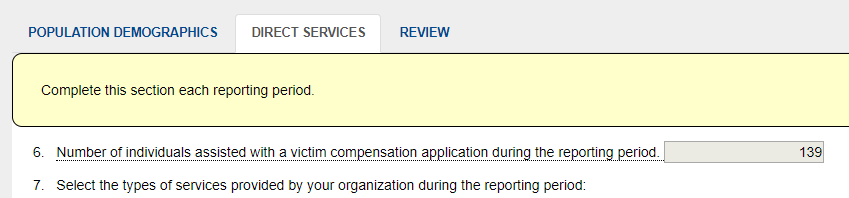 POPULATION DEMOGRAPHICS DIRECT SERVICES REVIEW
Complete this section each reporting period.
6. Number of individuals assisted with a victim compensation application during the reporting period. 139
7. Select the types of services provided by your organization during the reporting period: